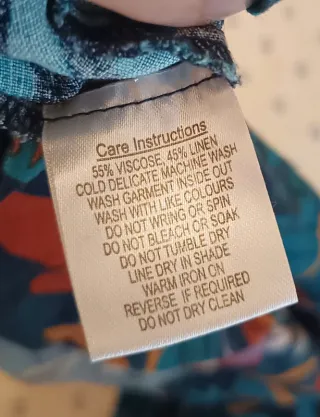 Care Instructions
55% VISCOSE, 45% LINEN
COLD DELICATE MACHINE WASH
WASH GARMENT INSIDE OUT
WASH WITH LIKE COLOURS
DO NOT WRING OR SPIN
DO NOT BLEACH OR SOAK
DO NOT TUMBLE DRY
LINE DRY IN SHADE
WARM IRON ON
REVERSE IF REQUIRED
DO NOT DRY CLEAN